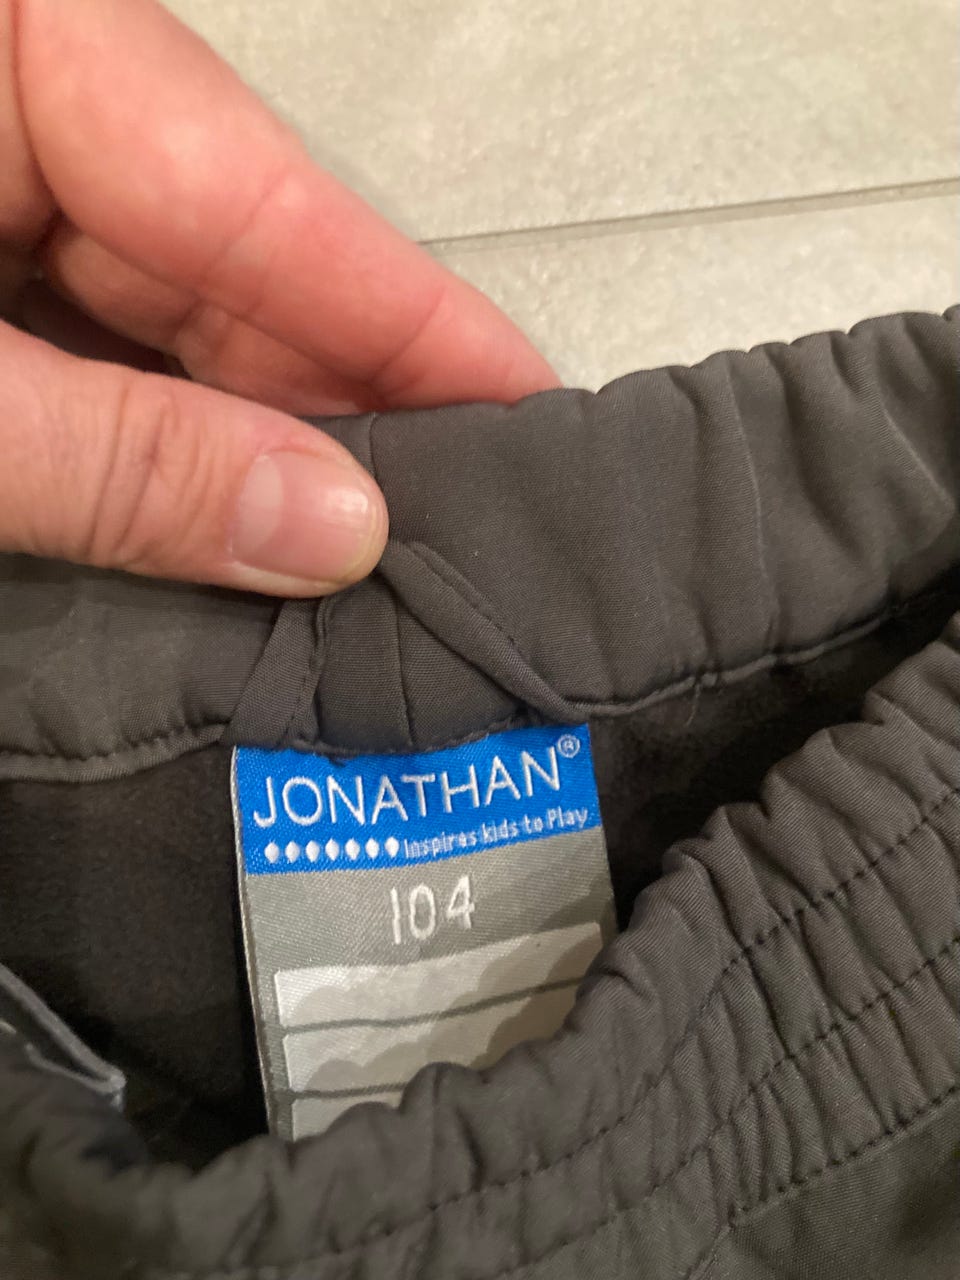 JONATHAN®
Inspires kids to Play
104